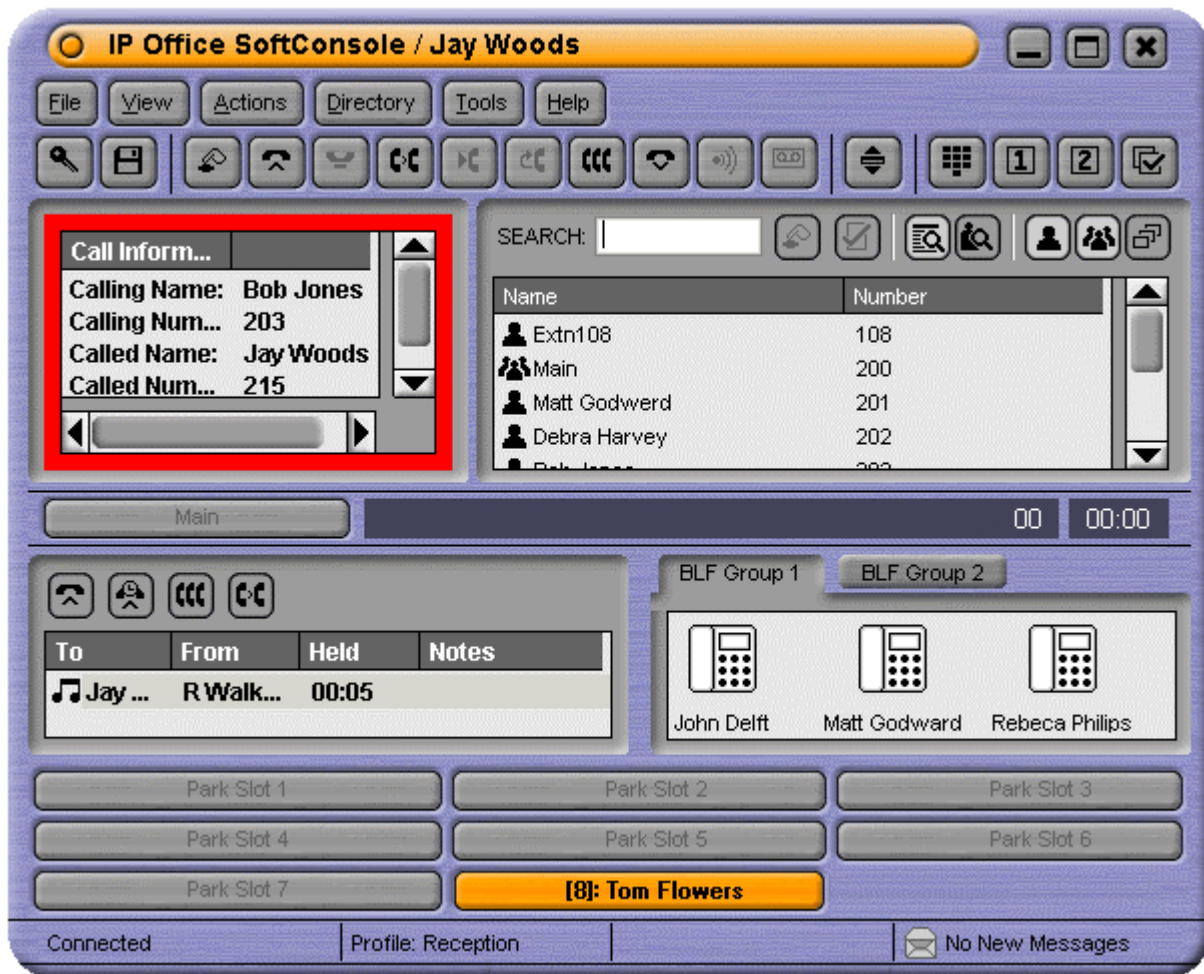 IP Office SoftConsole / Jay Woods
File View Actions Directory Tools Help
1 2
Call Inform...
Calling Name: Bob Jones
Calling Num... 203
Called Name: Jay Woods
Called Num... 215
SEARCH:
Name Number
Extn108 108
Main 200
Matt Godwerd 201
Debra Harvey 202
Main 00 00:00
To From Held Notes
Jay ... R Walk... 00:05
BLF Group 1 BLF Group 2
John Delft Matt Godward Rebeca Philips
Park Slot 1 Park Slot 2 Park Slot 3
Park Slot 4 Park Slot 5 Park Slot 6
Park Slot 7 [8]: Tom Flowers
Connected Profile: Reception No New Messages